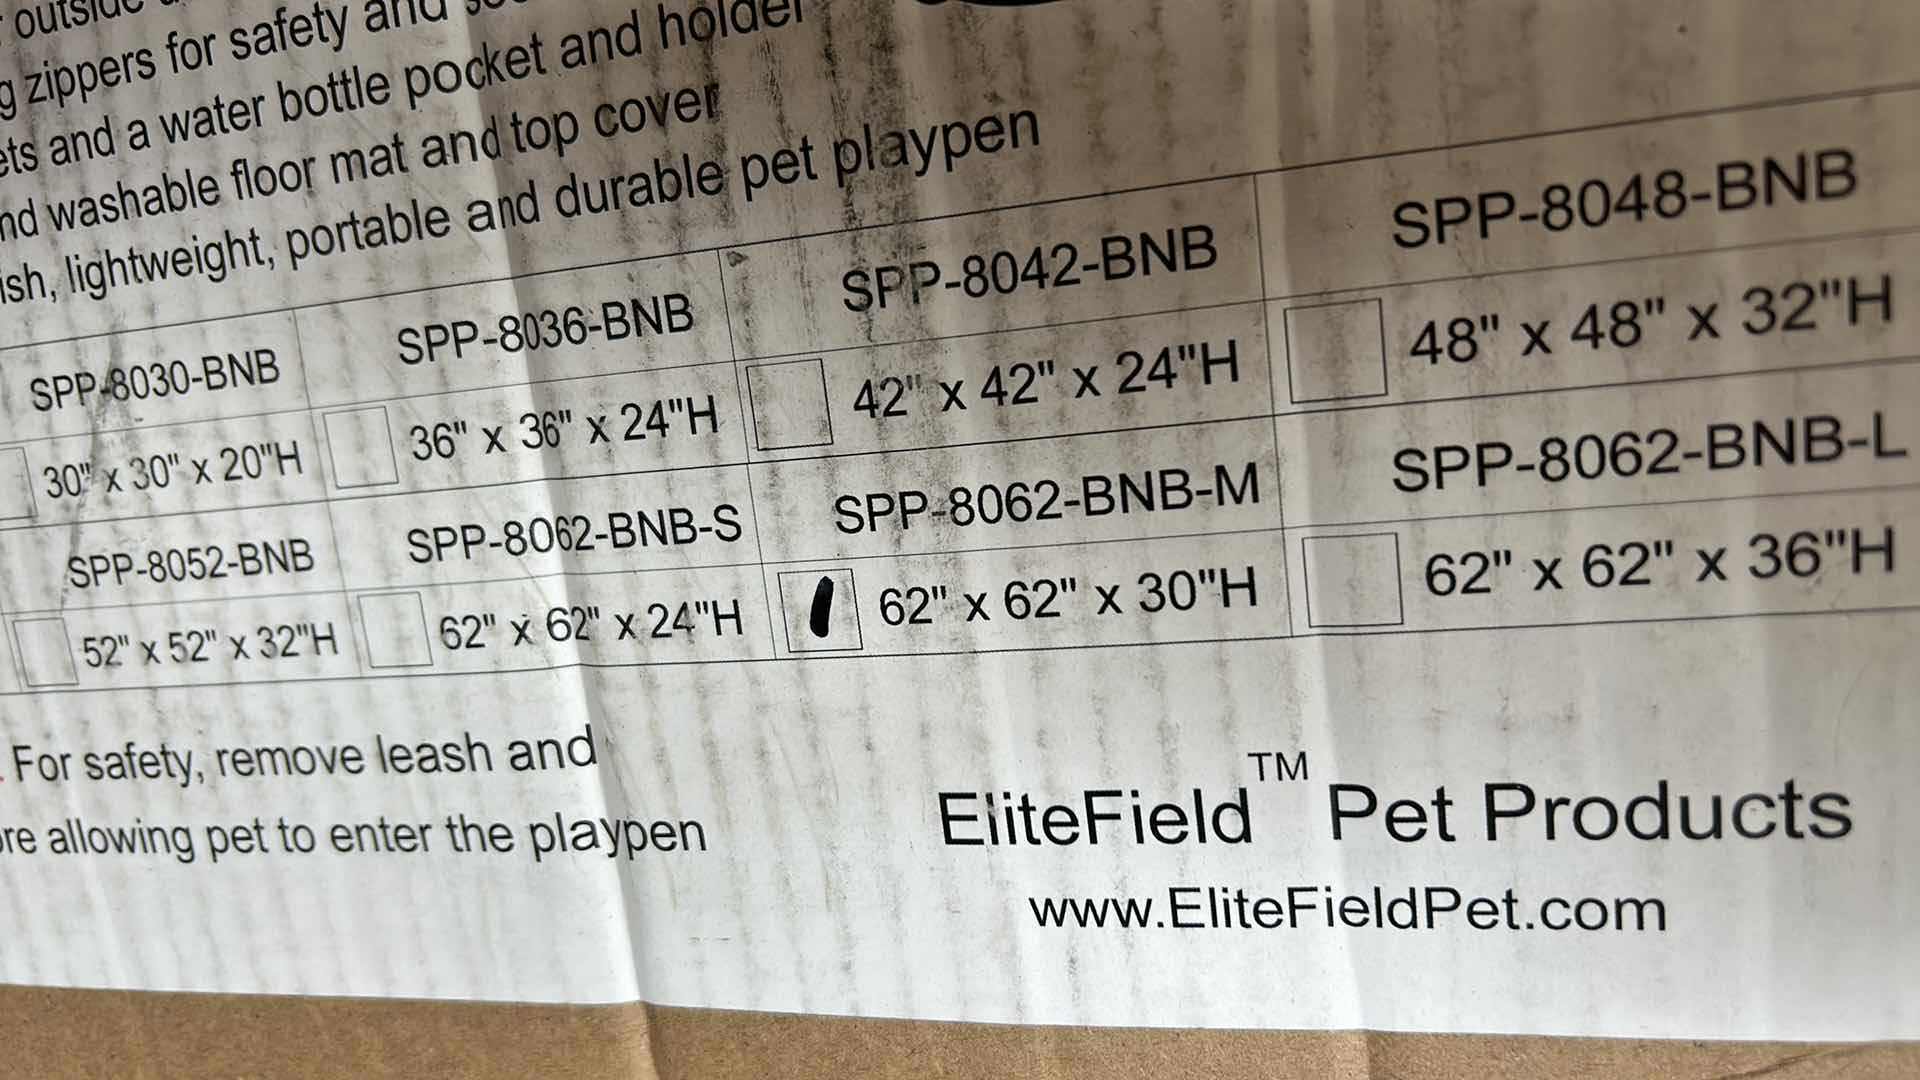 outside
zippers for safety and
and a water bottle pocket and holder
washable floor mat and top cover
lightweight, portable and durable pet playpen
SPP-8030-BNB SPP-8036-BNB SPP-8042-BNB SPP-8048-BNB
30" x 30" x 20"H 36" x 36" x 24"H 42" x 42" x 24"H 48" x 48" x 32"H
SPP-8052-BNB SPP-8062-BNB-S SPP-8062-BNB-M SPP-8062-BNB-L
52" x 52" x 32"H 62" x 62" x 24"H 62" x 62" x 30"H 62" x 62" x 36"H
For safety, remove leash and
allowing pet to enter the playpen
EliteField™ Pet Products
www.EliteFieldPet.com